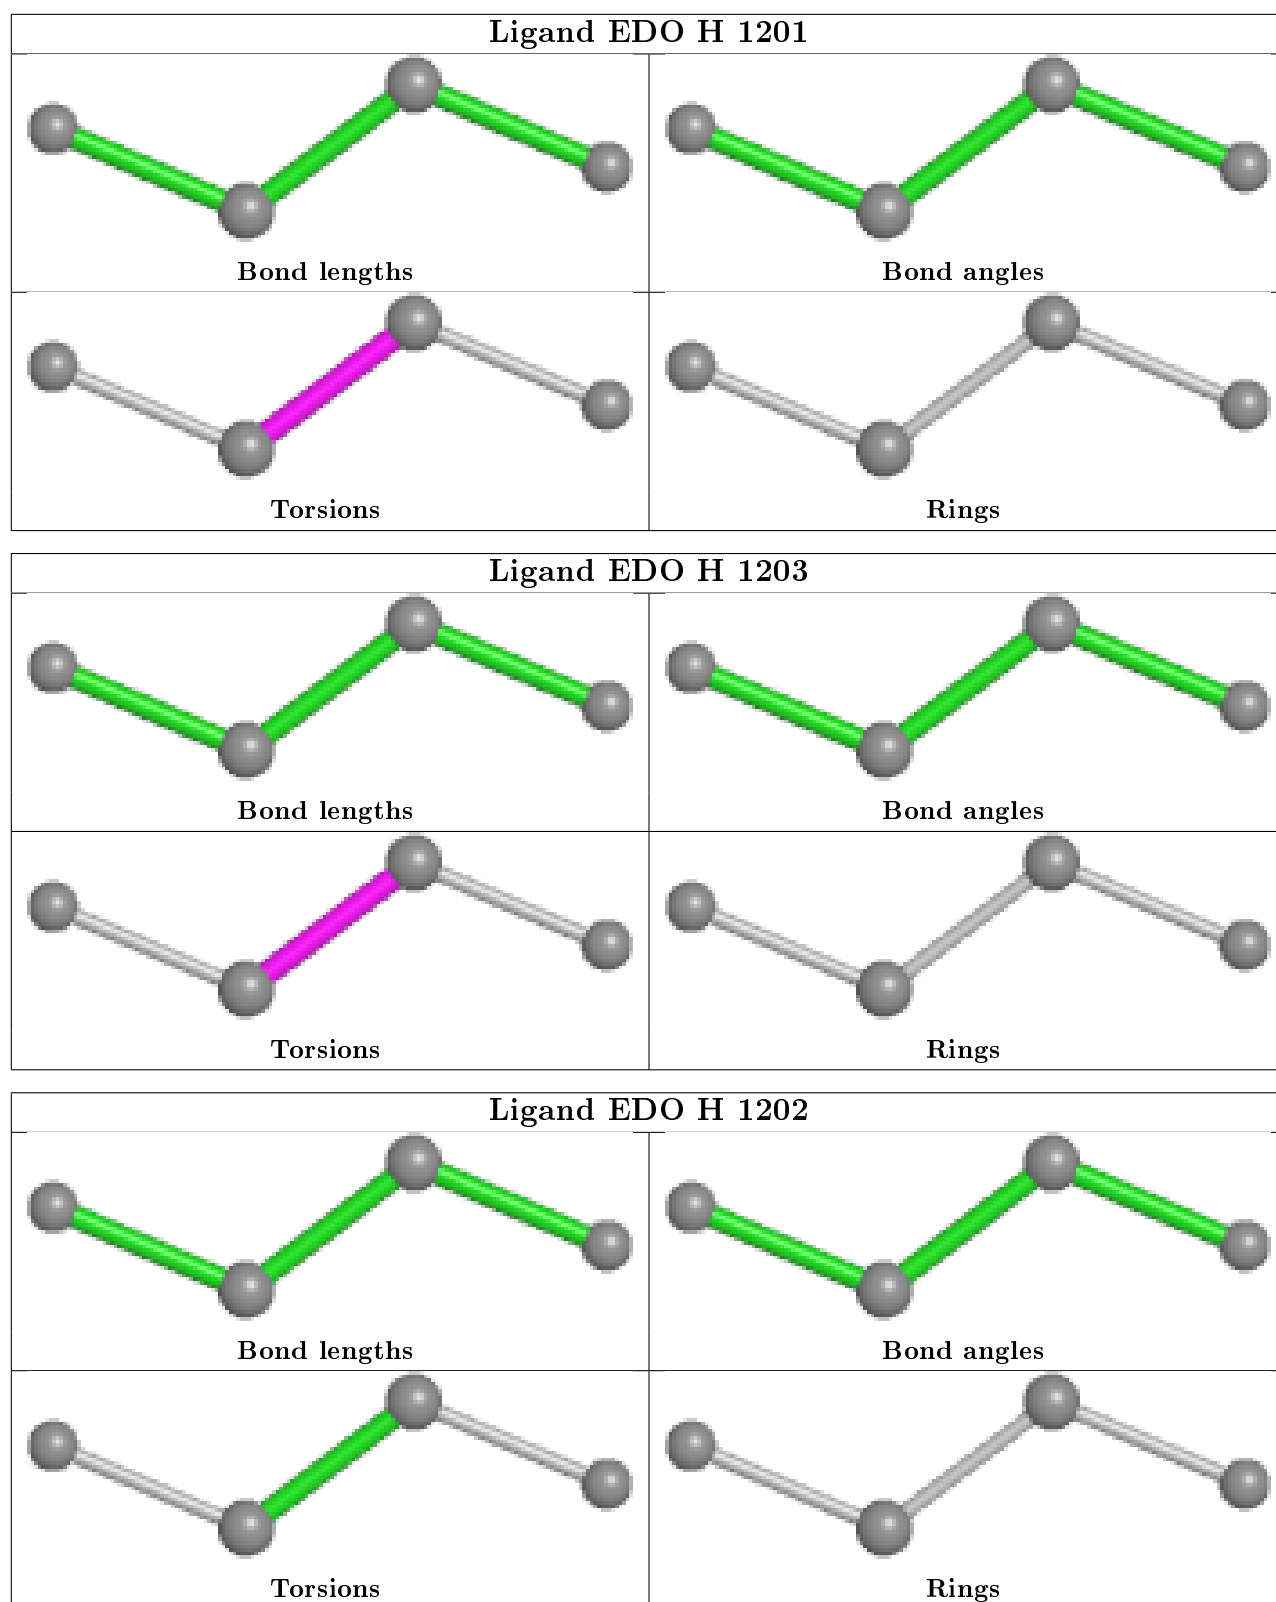 Ligand EDO H 1201
Bond lengths
Bond angles
Torsions
Rings
Ligand EDO H 1203
Bond lengths
Bond angles
Torsions
Rings
Ligand EDO H 1202
Bond lengths
Bond angles
Torsions
Rings